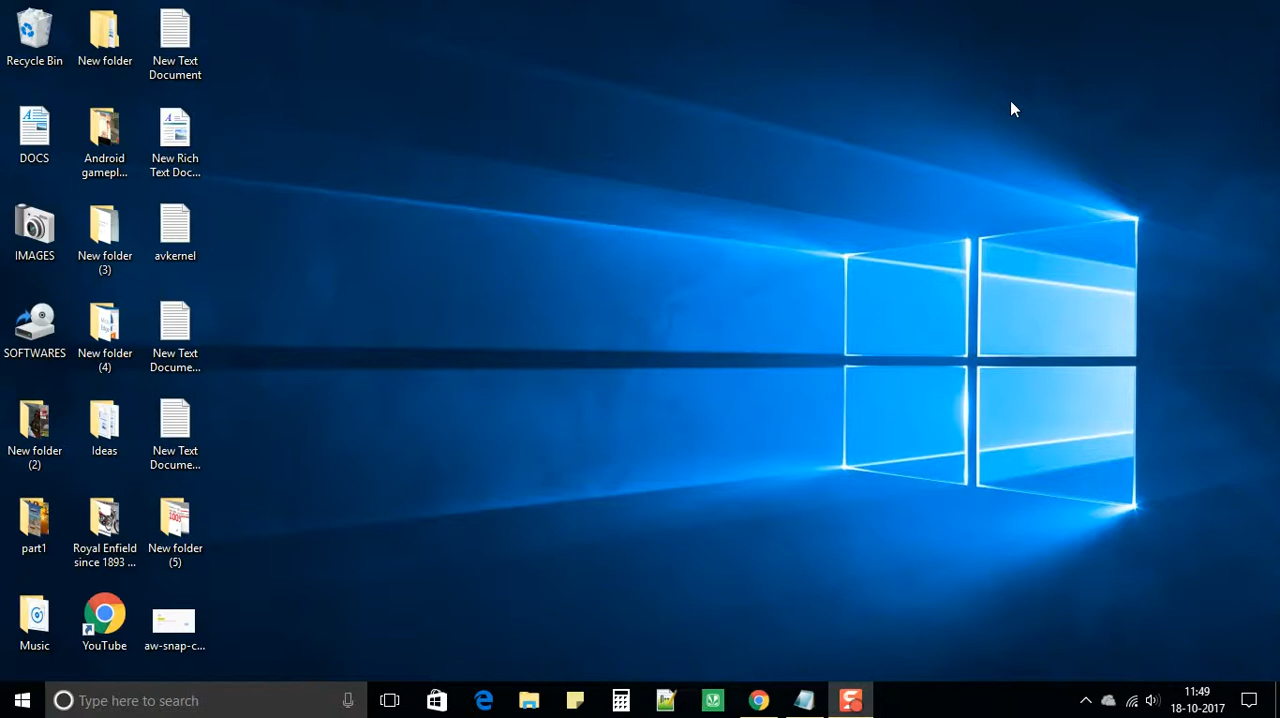 Recycle Bin
New folder
New Text
Document
DOCS
Android
gamepl...
New Rich
Text Doc...
IMAGES
New folder
(3)
avkernel
SOFTWARES
New folder
(4)
New Text
Docume...
New folder
(2)
Ideas
New Text
Docume...
part1
Royal Enfield
since 1893 ...
New folder
(5)
Music
YouTube
aw-snap-c...
Type here to search
11:49
18-10-2017